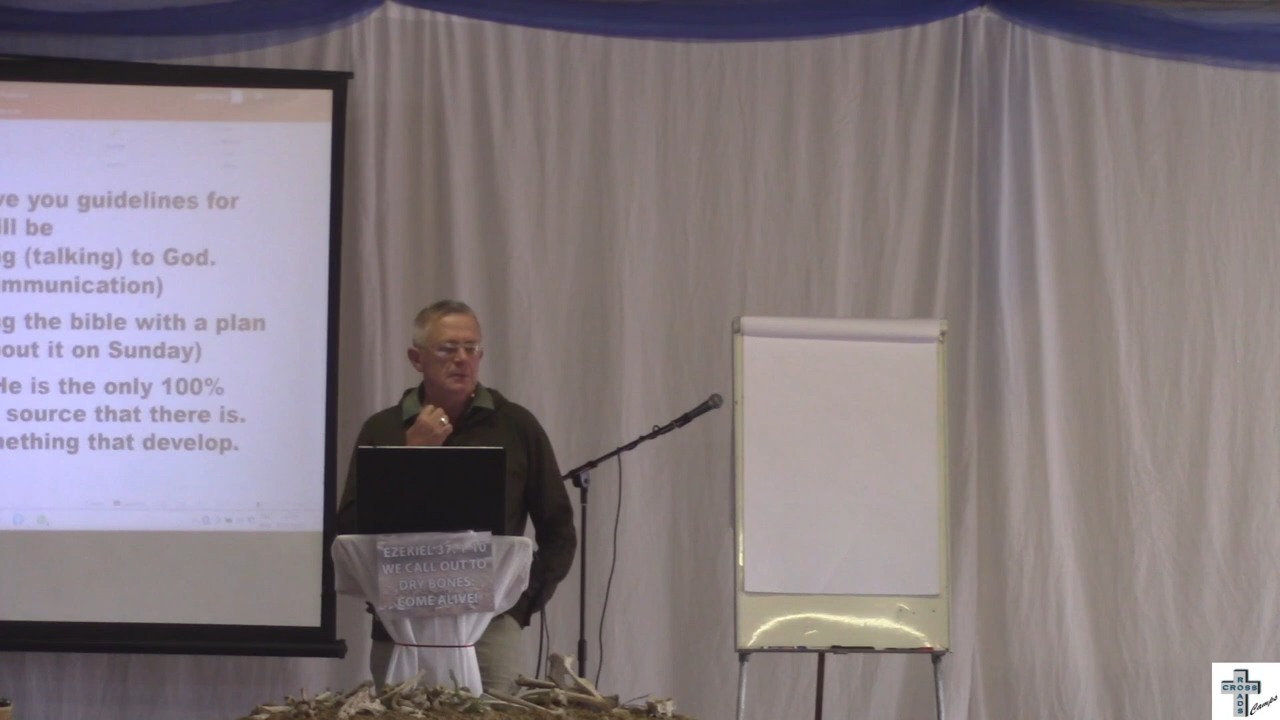 ve you guidelines for
ll be
g (talking) to God.
mmunication)
g the bible with a plan
out it on Sunday)
He is the only 100%
source that there is.
nething that develop.
EZEKIEL 37:1-10
WE CALL OUT TO
DRY BONES:
COME ALIVE!
CROSS
ROADS
Camps